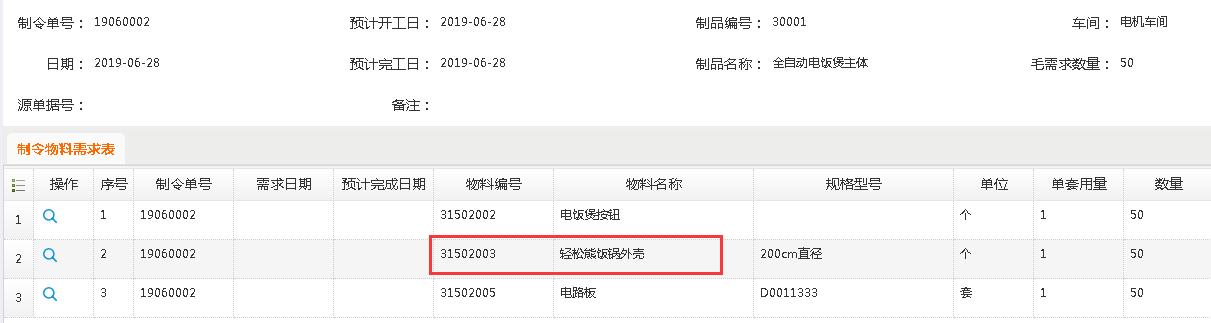 制令单号： 19060002 预计开工日： 2019-06-28 制品编号： 30001 车间： 电机车间
日期： 2019-06-28 预计完工日： 2019-06-28 制品名称： 全自动电饭煲主体 毛需求数量： 50
源单据号： 备注：
制令物料需求表
操作 序号 制令单号 需求日期 预计完成日期 物料编号 物料名称 规格型号 单位 单套用量 数量
1 1 19060002 31502002 电饭煲按钮 个 1 50
2 2 19060002 31502003 轻松熊饭锅外壳 200cm直径 个 1 50
3 3 19060002 31502005 电路板 D0011333 套 1 50